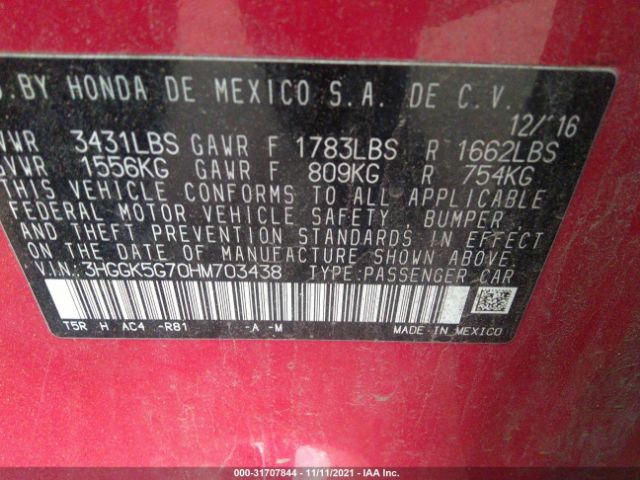 . BY HONDA DE MEXICO S.A. DE C.V.
12/'16
VWR 3431LBS GAWR F 1783LBS R 1662LBS
GVWR 1556KG GAWR F 809KG R 754KG
THIS VEHICLE CONFORMS TO ALL APPLICABLE
FEDERAL MOTOR VEHICLE SAFETY, BUMPER
AND THEFT PREVENTION STANDARDS IN EFFECT
ON THE DATE OF MANUFACTURE SHOWN ABOVE.
V.I.N.: 3HGGK5G70HM703438 TYPE:PASSENGER CAR
T5R H AC4 -R81 -A -M MADE IN MEXICO
000-31707844 - 11/11/2021 - IAA Inc.